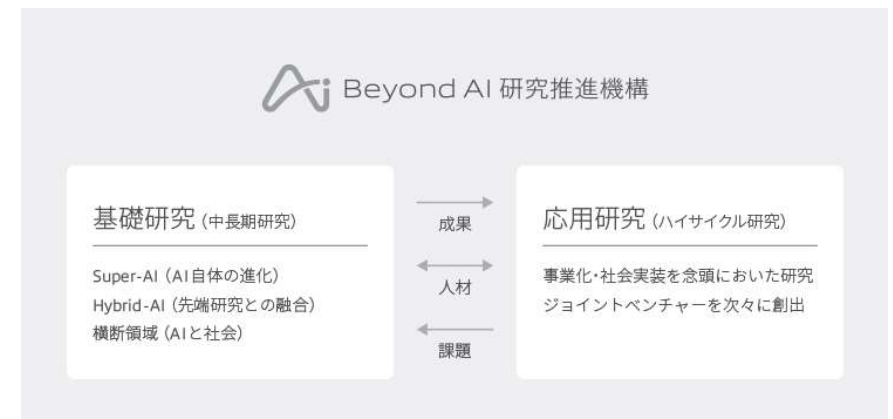 Beyond AI 研究推進機構
基礎研究（中長期研究）
Super-AI（AI自体の進化）
Hybrid-AI（先端研究との融合）
横断領域（AIと社会）
成果
人材
課題
応用研究（ハイサイクル研究）
事業化・社会実装を念頭においた研究
ジョイントベンチャーを次々に創出